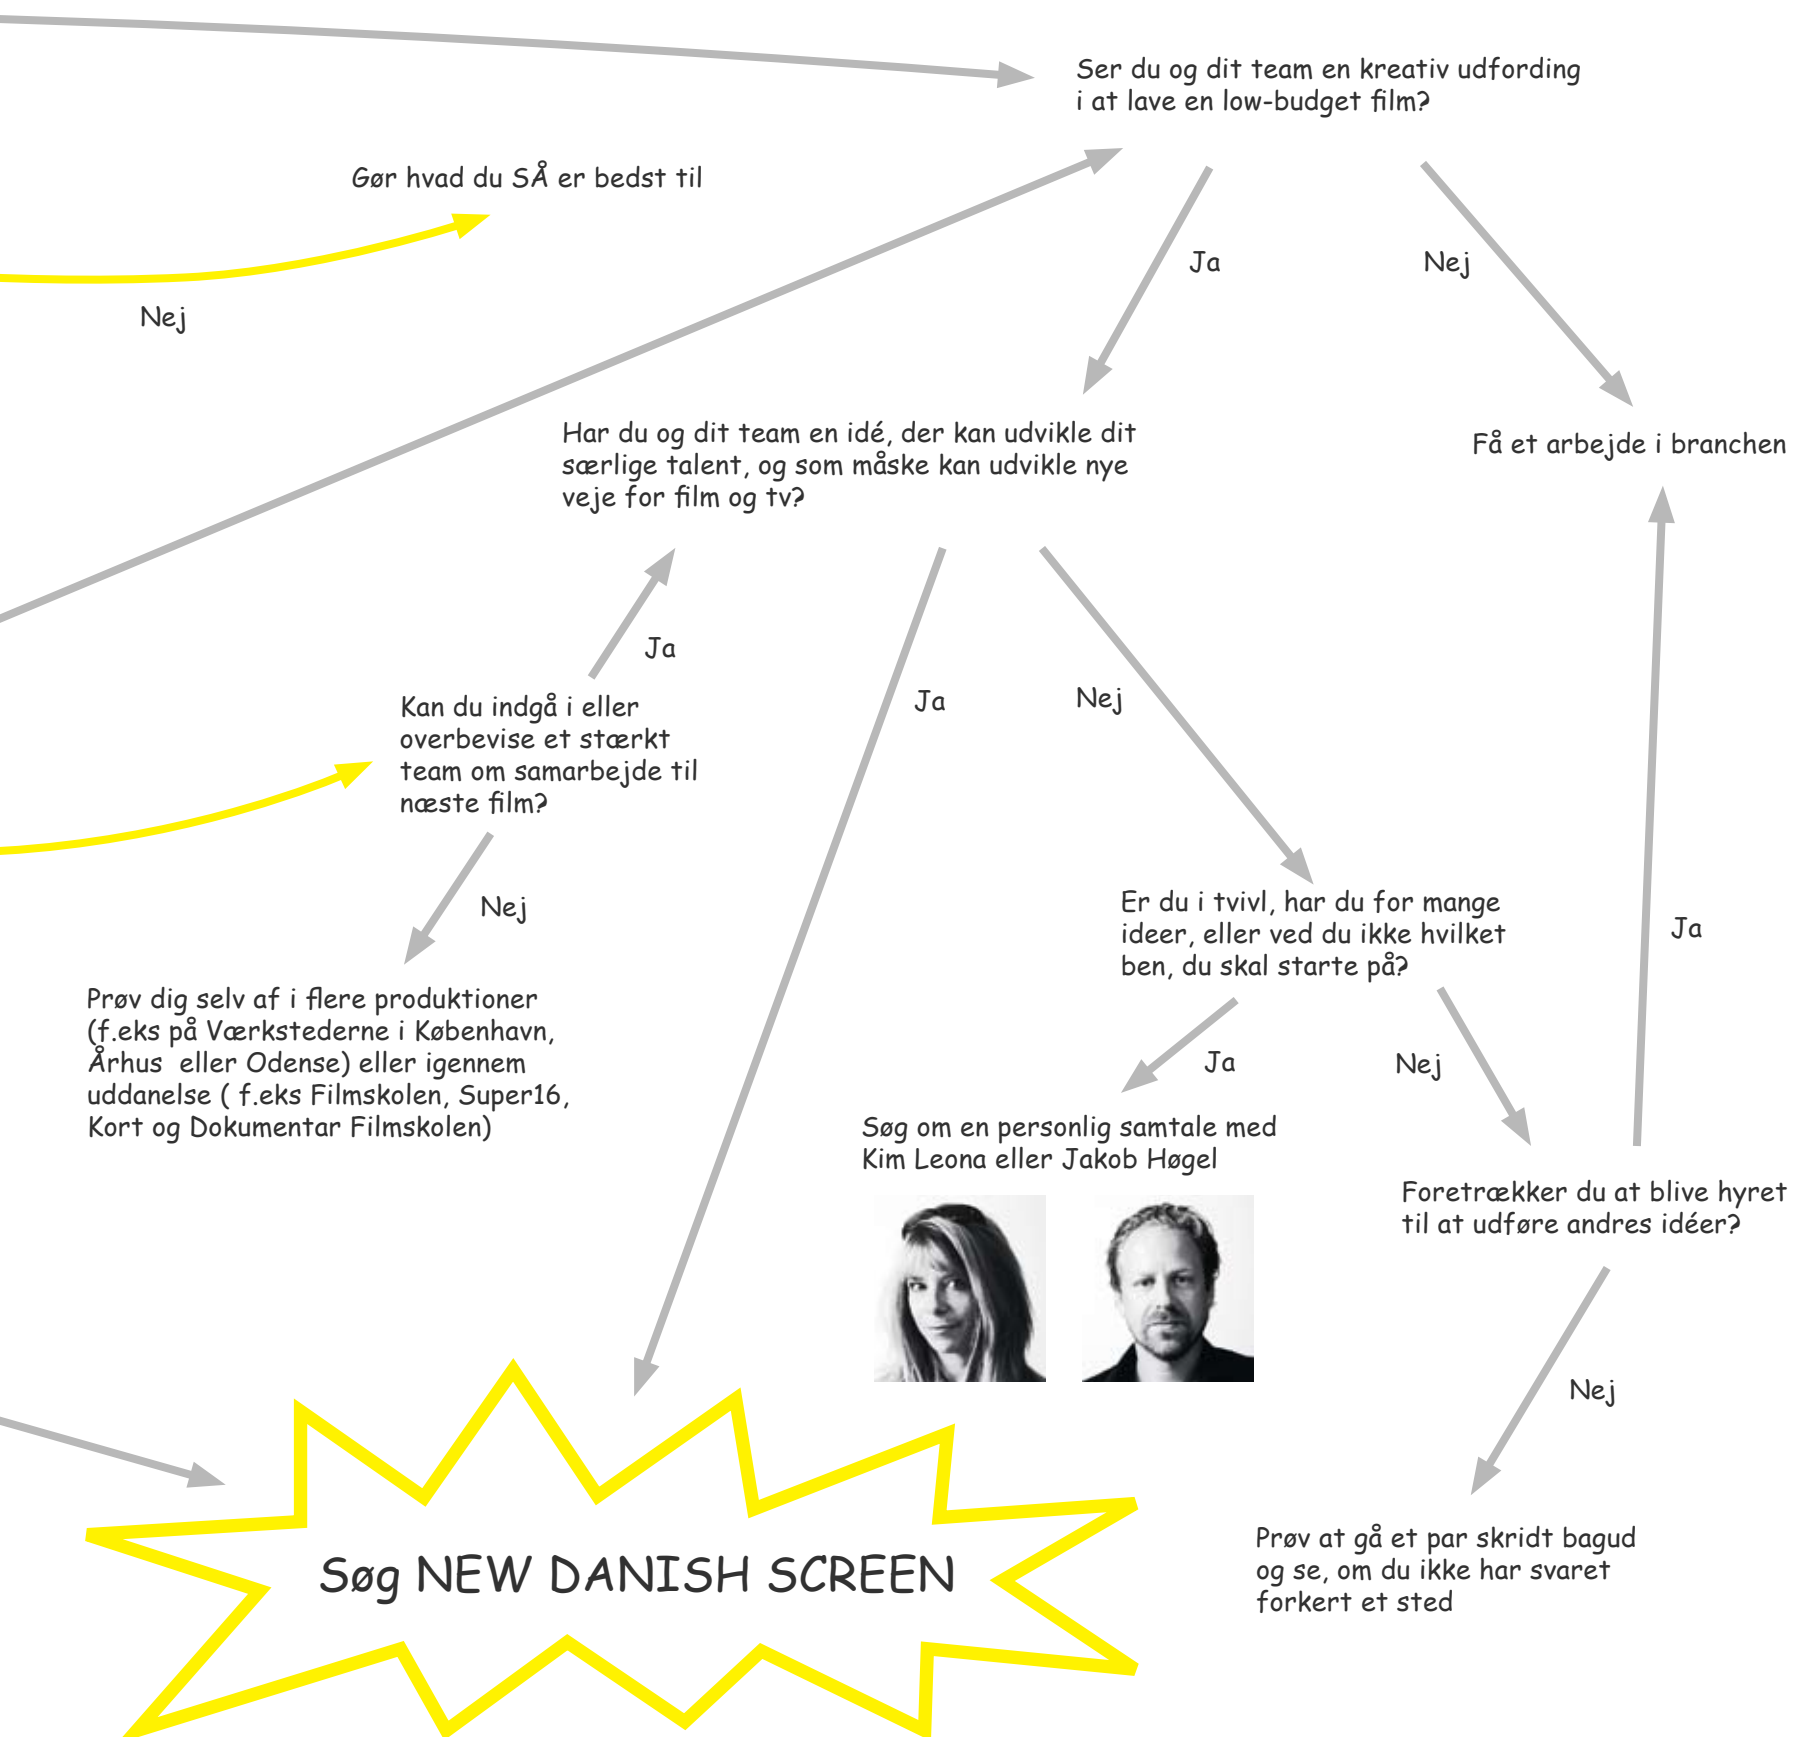 Ser du og dit team en kreativ udfording
i at lave en low-budget film?
Gør hvad du SÅ er bedst til
Ja
Nej
Nej
Har du og dit team en idé, der kan udvikle dit
særlige talent, og som måske kan udvikle nye
veje for film og tv?
Få et arbejde i branchen
Ja
Kan du indgå i eller
overbevise et stærkt
team om samarbejde til
næste film?
Ja
Nej
Nej
Er du i tvivl, har du for mange
ideer, eller ved du ikke hvilket
ben, du skal starte på?
Ja
Prøv dig selv af i flere produktioner
(f.eks på Værkstederne i København,
Århus  eller Odense) eller igennem
uddanelse ( f.eks Filmskolen, Super16,
Kort og Dokumentar Filmskolen)
Ja
Nej
Søg om en personlig samtale med
Kim Leona eller Jakob Høgel
Foretrækker du at blive hyret
til at udføre andres idéer?
Nej
Søg NEW DANISH SCREEN
Prøv at gå et par skridt bagud
og se, om du ikke har svaret
forkert et sted